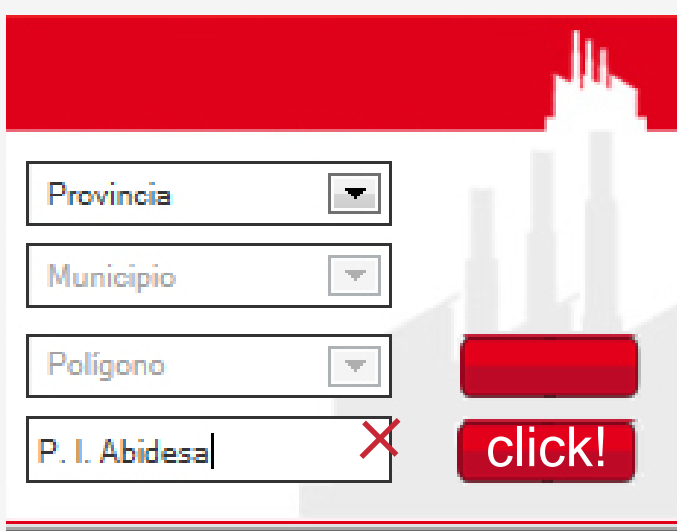 Provincia
Municipio
Polígono
P. I. Abidesa
click!